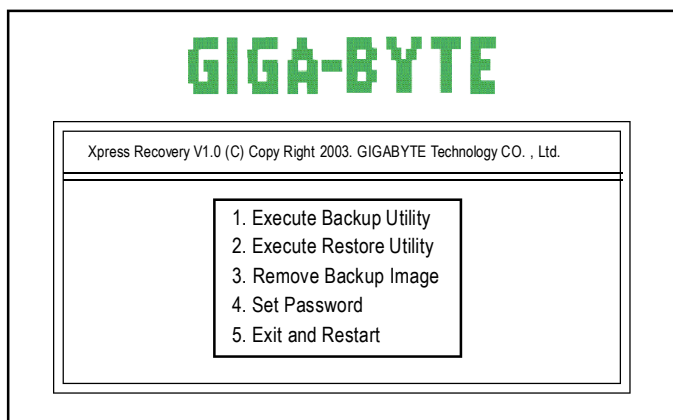 GIGA-BYTE
Xpress Recovery V1.0 (C) Copy Right 2003. GIGABYTE Technology CO. , Ltd.
1. Execute Backup Utility
2. Execute Restore Utility
3. Remove Backup Image
4. Set Password
5. Exit and Restart